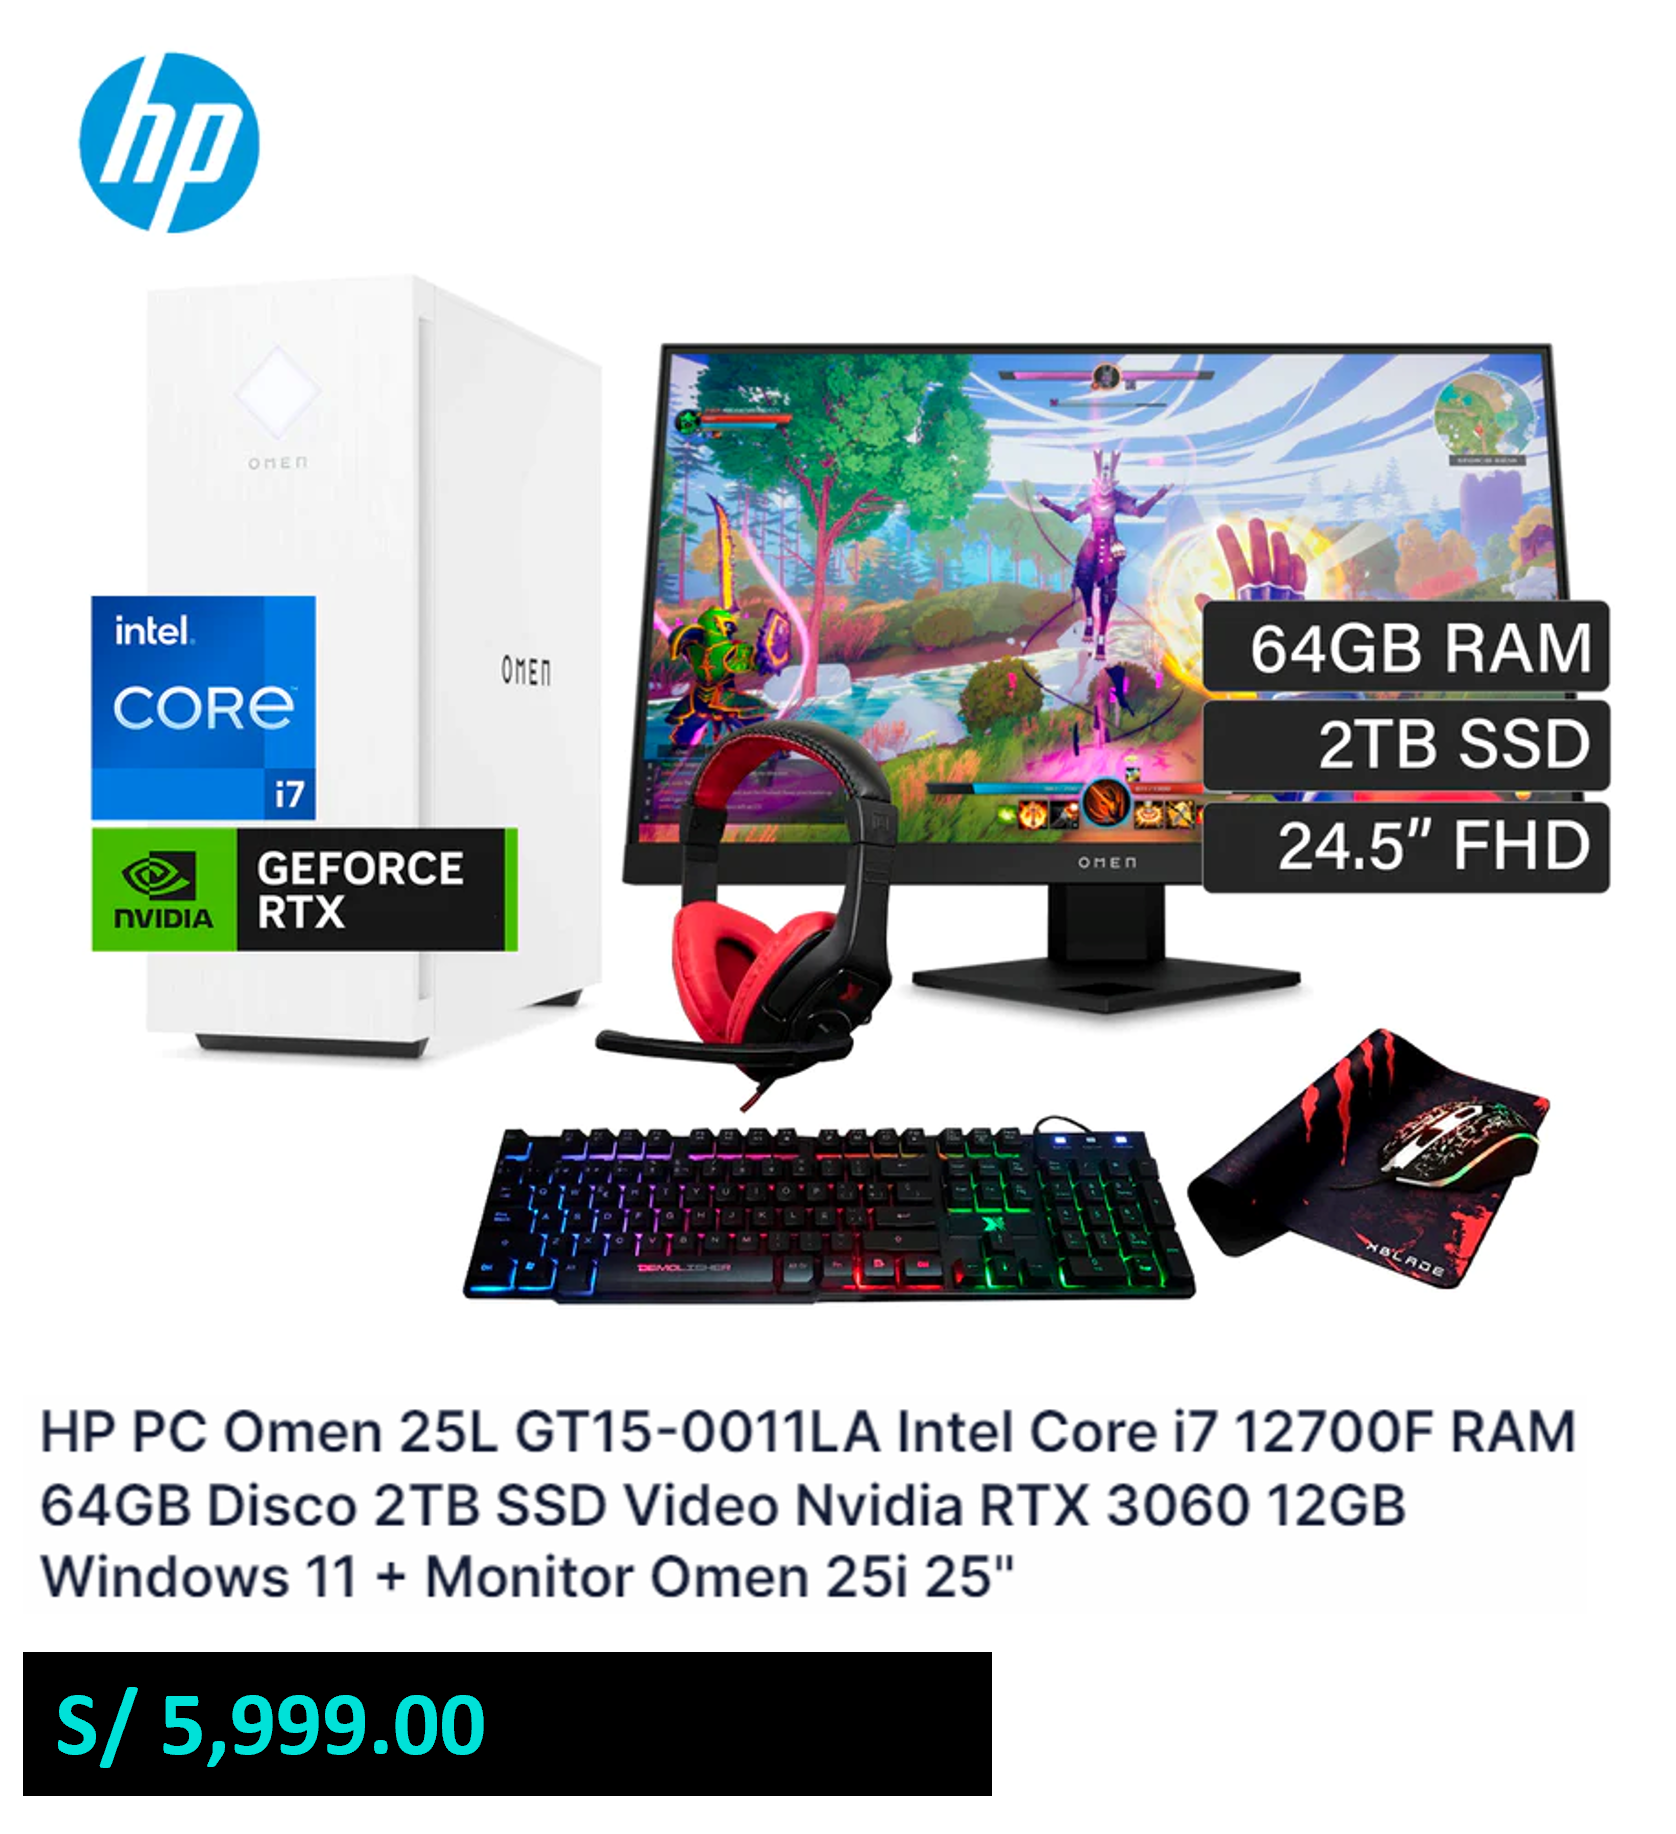 hp
OMEN
intel.
CORE™
i7
OMEN
NVIDIA
GEFORCE
RTX
64GB RAM
2TB SSD
24.5” FHD
OMEN
DEMOLISHER
XBLADE
HP PC Omen 25L GT15-0011LA Intel Core i7 12700F RAM
64GB Disco 2TB SSD Video Nvidia RTX 3060 12GB
Windows 11 + Monitor Omen 25i 25"
S/ 5,999.00